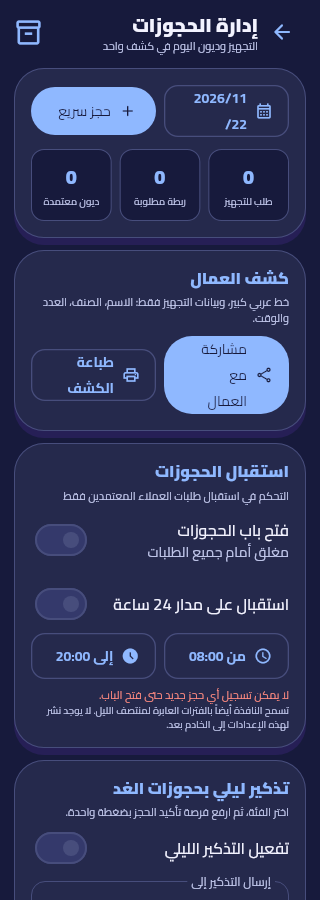 إدارة الحجوزات
التجهيز وديون اليوم في كشف واحد
2026/11
/22
حجز سريع
0
0
0
طلب للتجهيز
ربطة مطلوبة
ديون معتمدة
كشف العمال
خط عربي كبير، وبيانات التجهيز فقط: الاسم، الصنف، العدد
والوقت.
مشاركة
مع
العمال
طباعة
الكشف
استقبال الحجوزات
التحكم في استقبال طلبات العملاء المعتمدين فقط
فتح باب الحجوزات
مغلق أمام جميع الطلبات
استقبال على مدار 24 ساعة
من 08:00
إلى 20:00
لا يمكن تسجيل أي حجز جديد حتى فتح الباب.
تسمح النافذة أيضاً بالفترات العابرة لمنتصف الليل. لا يوجد نشر
لهذه الإعدادات إلى الخادم بعد.
تذكير ليلي بحجوزات الغد
اختر الفئة، ثم ارفع فرصة تأكيد الحجز بضغطة واحدة.
تفعيل التذكير الليلي
إرسال التذكير إلى